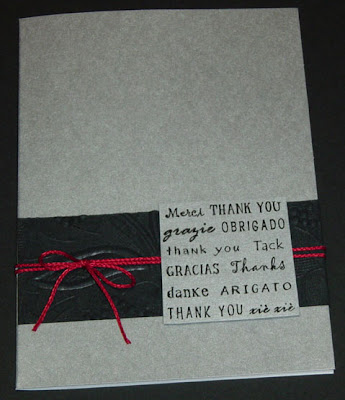 Merci THANK YOU
grazie OBRIGADO
thank you Tack
GRACIAS Thanks
danke ARIGATO
THANK YOU xiè xiè